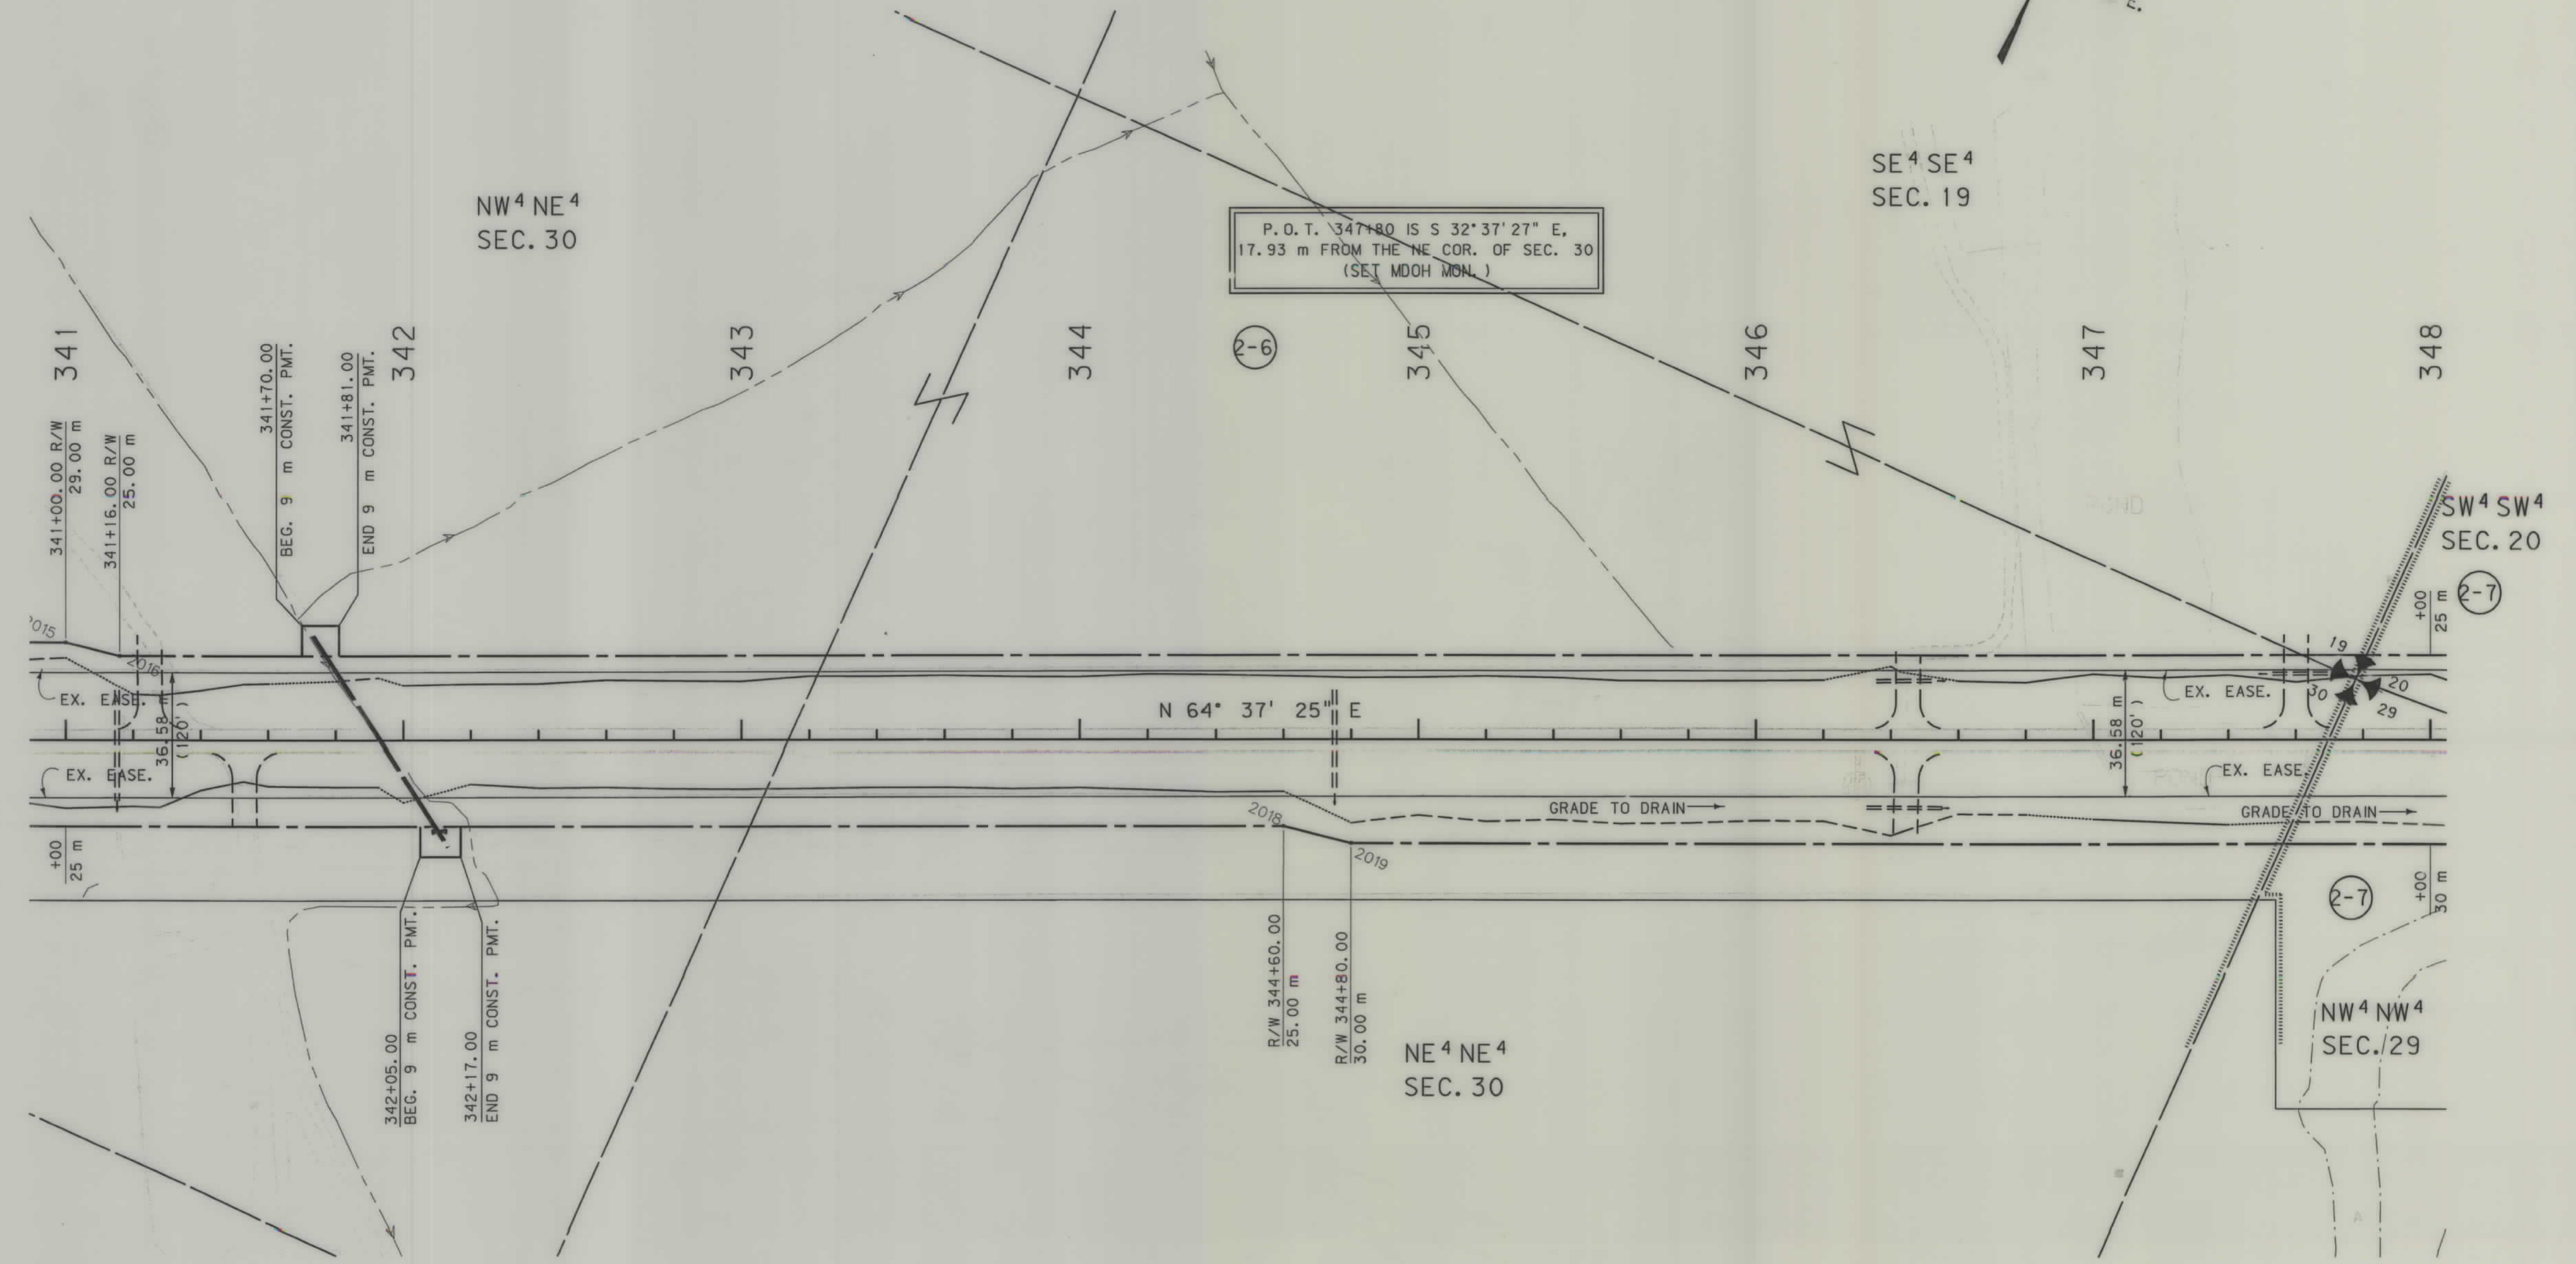 E.
NW⁴ NE⁴
SEC. 30
SE⁴ SE⁴
SEC. 19
P.O.T. 347+80 IS S 32°37'27" E,
17.93 m FROM THE NE COR. OF SEC. 30
(SET MDOH MON.)
341
342
343
344
2-6
345
346
347
348
341+00.00 R/W
29.00 m
341+16.00 R/W
25.00 m
341+70.00
BEG. 9 m CONST. PMT.
341+81.00
END 9 m CONST. PMT.
SW⁴ SW⁴
SEC. 20
2-7
+00
25 m
2016
19
20
30
29
EX. EASE.
36.58 m
(120')
N 64° 37' 25" E
EX. EASE.
36.58 m
(120')
EX. EASE.
EX. EASE.
2018
2019
GRADE TO DRAIN
GRADE TO DRAIN
+00
25 m
2-7
+00
30 m
342+05.00
BEG. 9 m CONST. PMT.
342+17.00
END 9 m CONST. PMT.
R/W 344+60.00
25.00 m
R/W 344+80.00
30.00 m
NE⁴ NE⁴
SEC. 30
NW⁴ NW⁴
SEC. 29